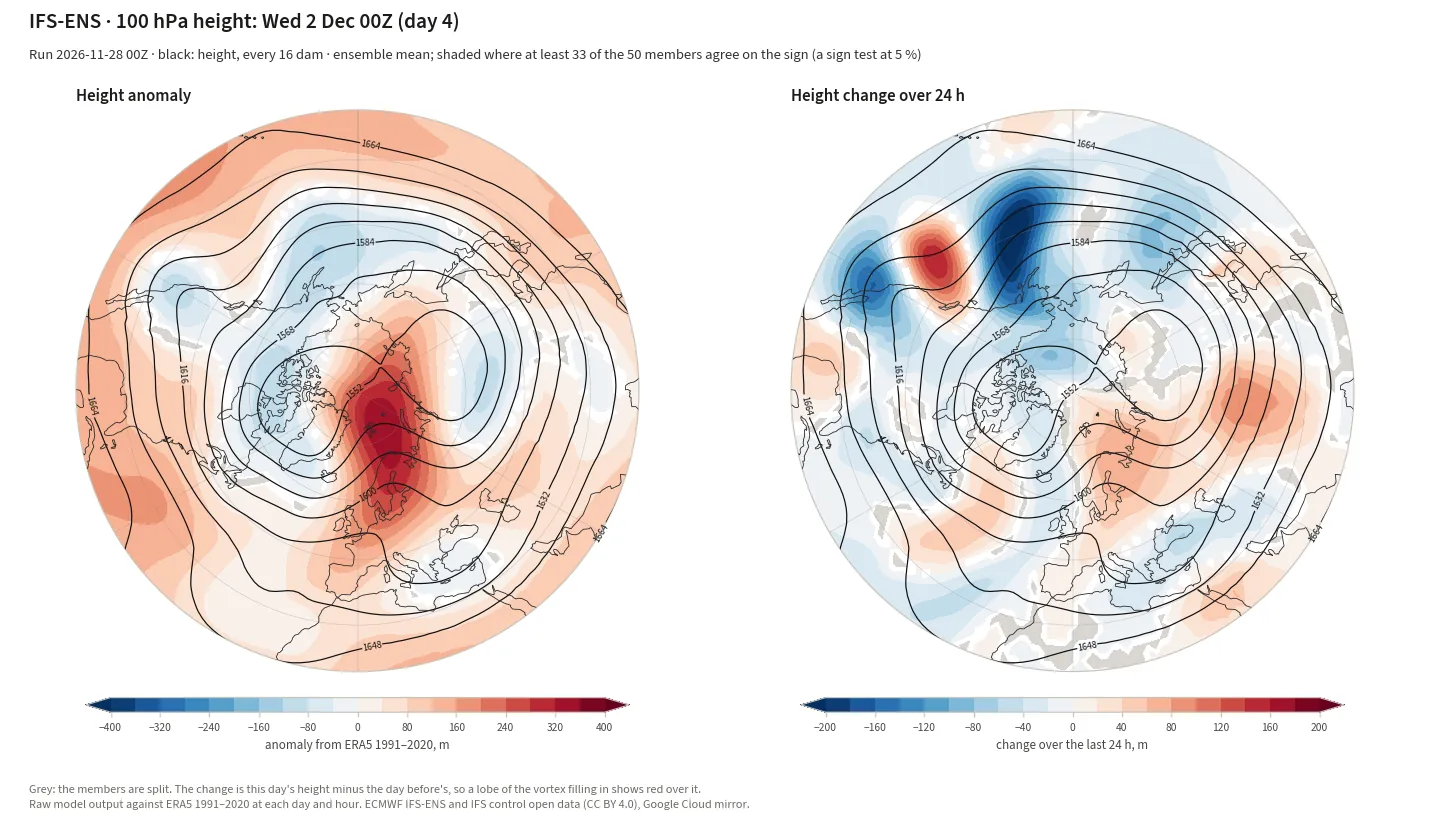 IFS-ENS · 100 hPa height: Wed 2 Dec 00Z (day 4)
Run 2026-11-28 00Z · black: height, every 16 dam · ensemble mean; shaded where at least 33 of the 50 members agree on the sign (a sign test at 5 %)
Height anomaly
Height change over 24 h
1664
1584
1568
1552
1616
1664
1600
1632
1664
1648
1664
1584
1568
1552
1616
1664
1600
1632
1664
1648
−400 −320 −240 −160 −80 0 80 160 240 320 400
anomaly from ERA5 1991–2020, m
−200 −160 −120 −80 −40 0 40 80 120 160 200
change over the last 24 h, m
Grey: the members are split. The change is this day's height minus the day before's, so a lobe of the vortex filling in shows red over it.
Raw model output against ERA5 1991–2020 at each day and hour. ECMWF IFS-ENS and IFS control open data (CC BY 4.0), Google Cloud mirror.